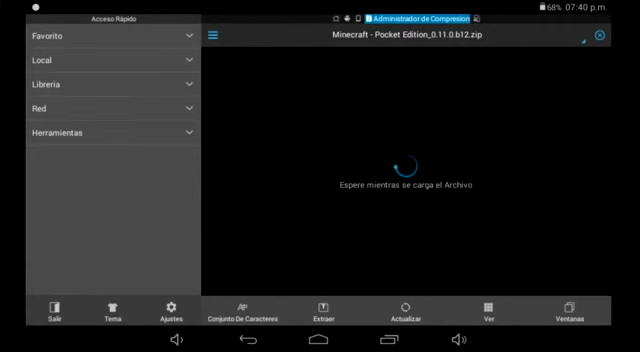 68% 07:40 p.m.
Acceso Rápido
Administrador de Compresion
Favorito
Minecraft - Pocket Edition_0.11.0.b12.zip
Local
Libreria
Red
Herramientas
Espere mientras se carga el Archivo
Salir
Tema
Ajustes
Conjunto De Caracteres
Extraer
Actualizar
Ver
Ventanas